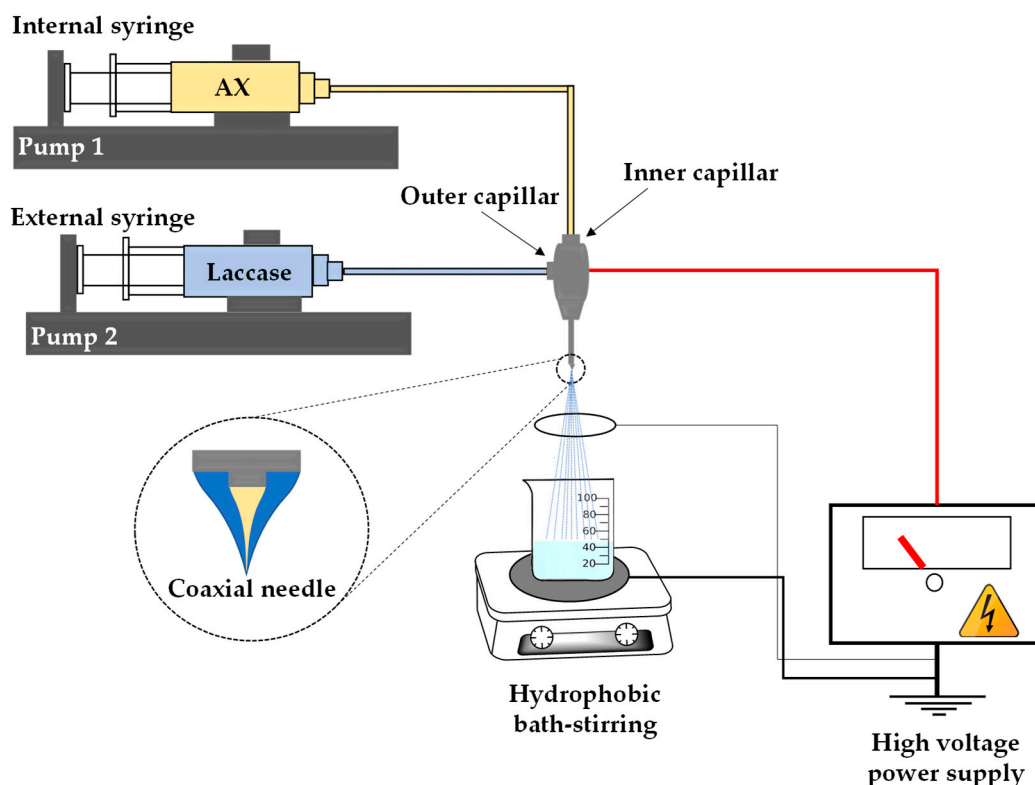 Internal syringe
AX
Pump 1
Inner capillar
Outer capillar
External syringe
Laccase
Pump 2
100
80
60
40
20
Coaxial needle
Hydrophobic
bath-stirring
High voltage
power supply